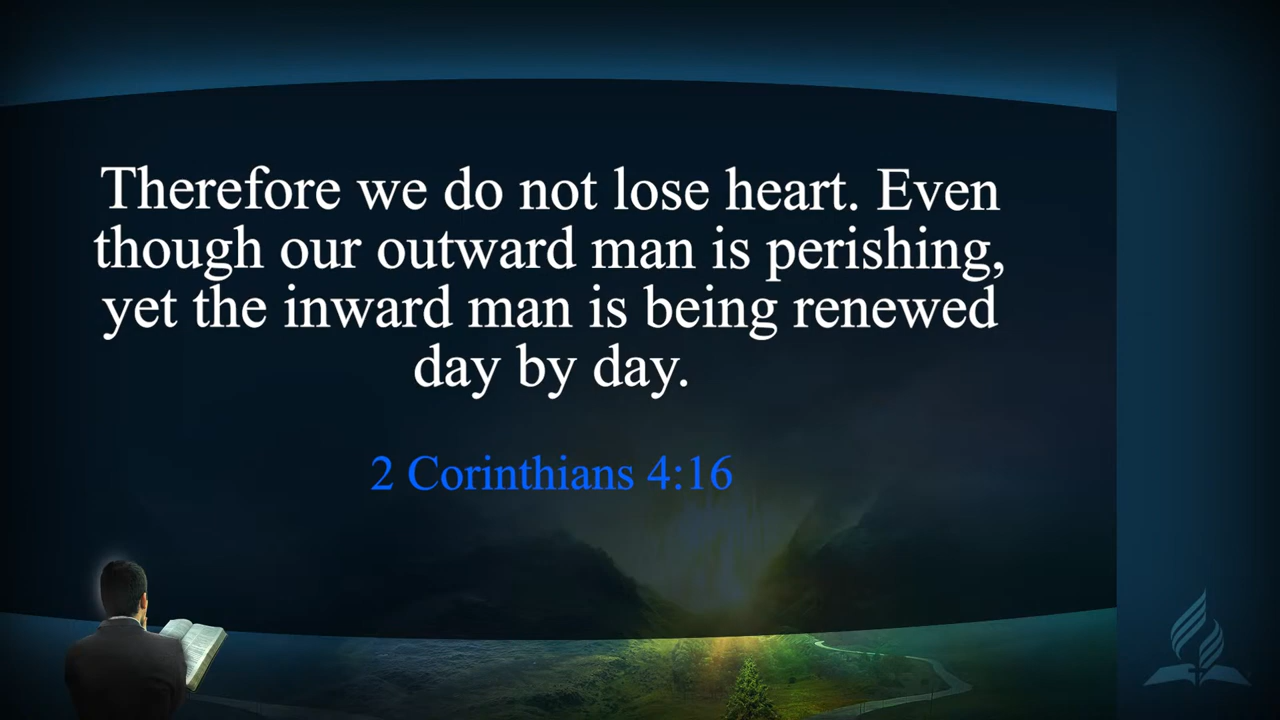 Therefore we do not lose heart. Even
though our outward man is perishing,
yet the inward man is being renewed
day by day.
2 Corinthians 4:16